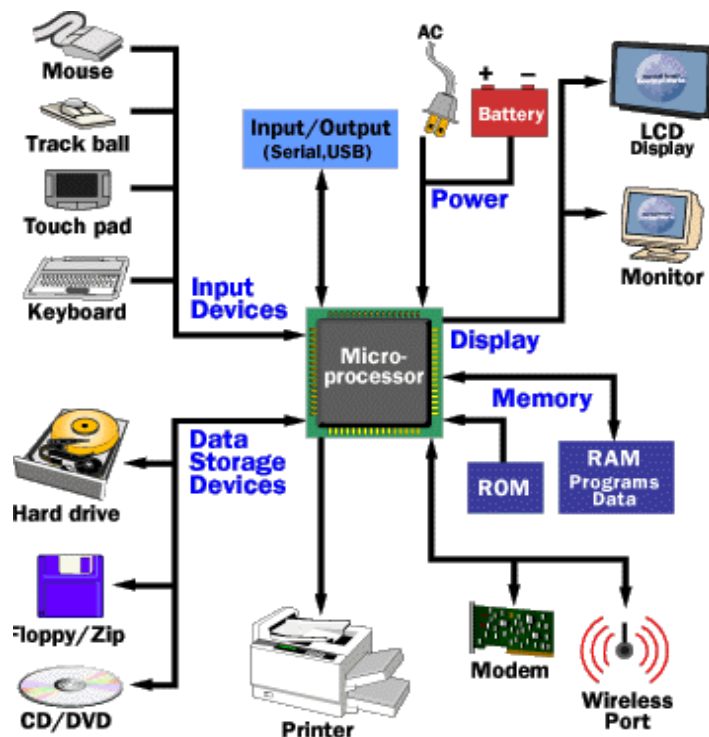 Mouse
Track ball
Touch pad
Keyboard
Input
Devices
Input/Output
(Serial,USB)
AC
+ −
Battery
Power
LCD
Display
Monitor
Display
Micro-
processor
Memory
ROM
RAM
Programs
Data
Data
Storage
Devices
Hard drive
Floppy/Zip
CD/DVD
Printer
Modem
Wireless
Port